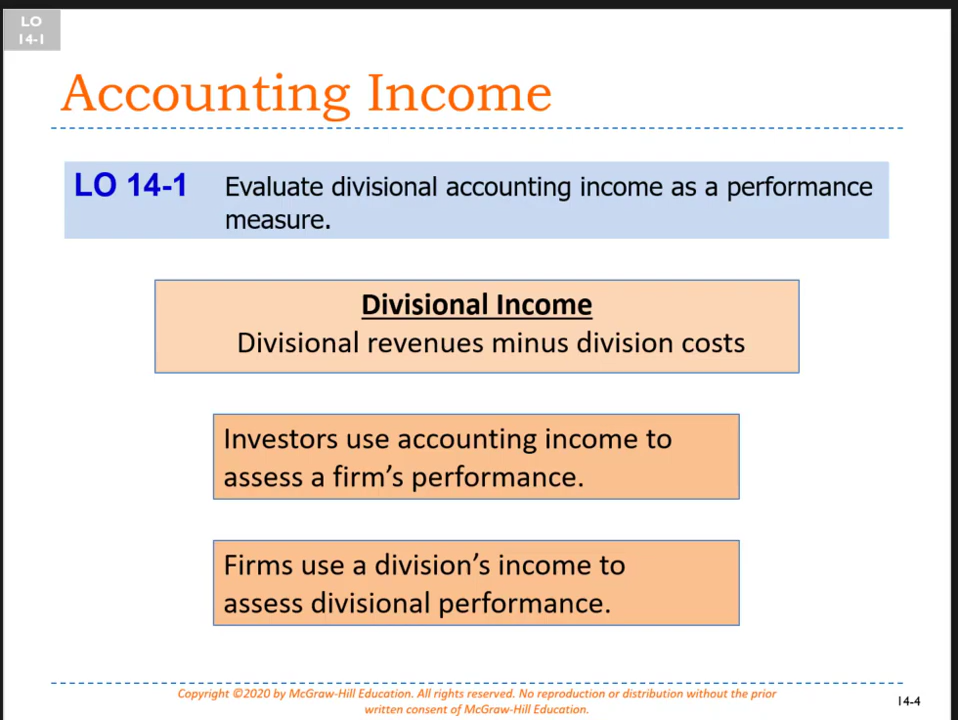 LO
14-1
Accounting Income
LO 14-1 Evaluate divisional accounting income as a performance
measure.
Divisional Income
Divisional revenues minus division costs
Investors use accounting income to
assess a firm’s performance.
Firms use a division’s income to
assess divisional performance.
Copyright ©2020 by McGraw-Hill Education. All rights reserved. No reproduction or distribution without the prior
written consent of McGraw-Hill Education.
14-4